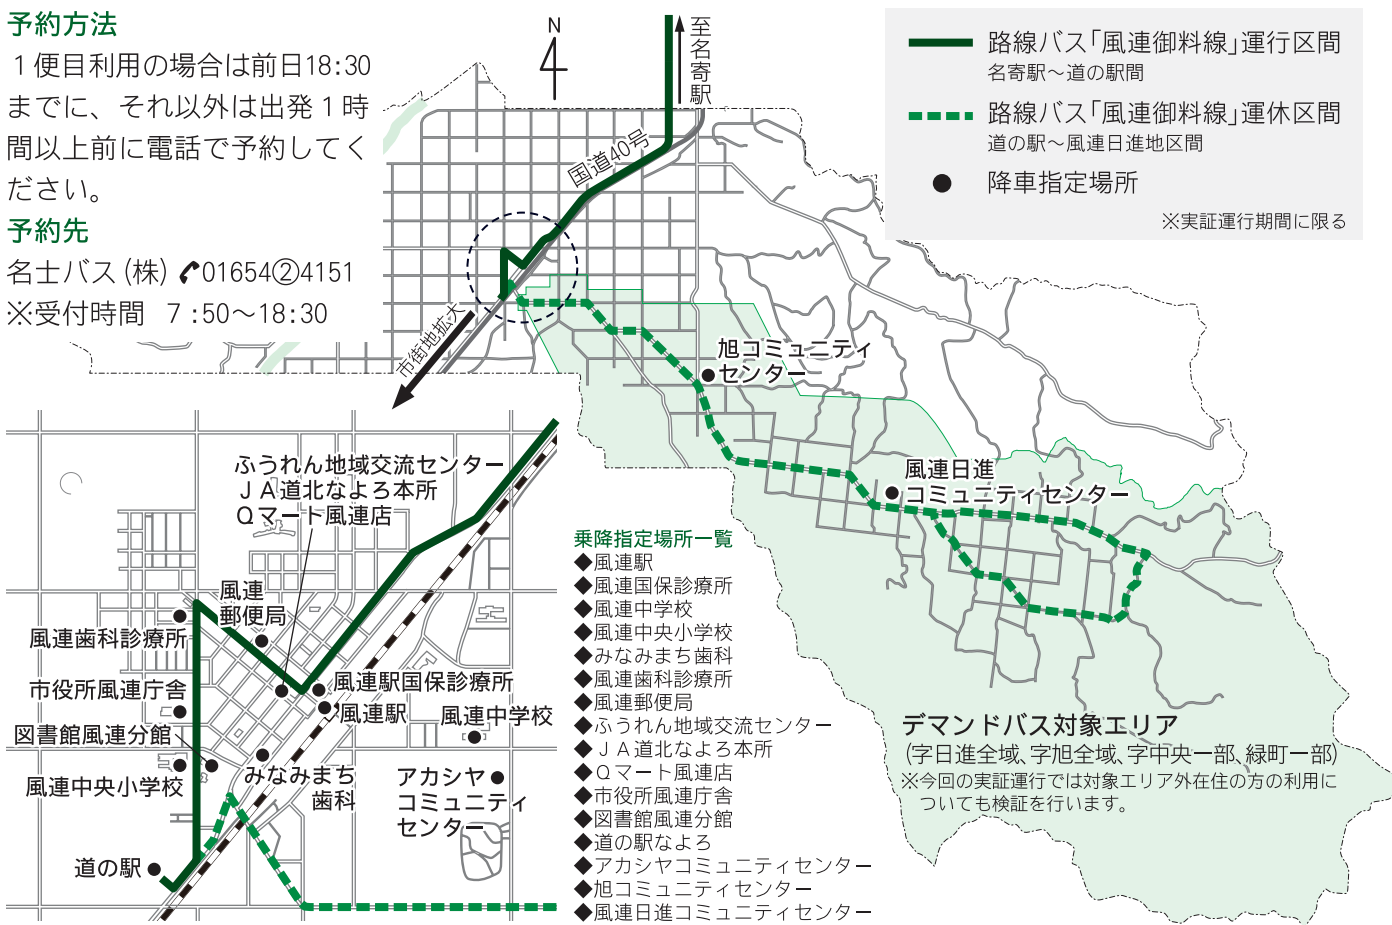 予約方法
１便目利用の場合は前日18:30
までに、それ以外は出発１時
間以上前に電話で予約してく
ださい。
予約先
名士バス(株) 01654②4151
※受付時間　7:50～18:30
N
至名寄駅
国道40号
市街地拡大
路線バス「風連御料線」運行区間
名寄駅～道の駅間
路線バス「風連御料線」運休区間
道の駅～風連日進地区間
降車指定場所
※実証運行期間に限る
旭コミュニティ
センター
風連日進
コミュニティセンター
デマンドバス対象エリア
(字日進全域、字旭全域、字中央一部、緑町一部)
※今回の実証運行では対象エリア外在住の方の利用に
ついても検証を行います。
ふうれん地域交流センター
ＪＡ道北なよろ本所
Ｑマート風連店
風連
郵便局
風連歯科診療所
市役所風連庁舎
図書館風連分館
風連中央小学校
風連駅国保診療所
風連駅
風連中学校
みなみまち
歯科
アカシヤ
コミュニティ
センター
道の駅
乗降指定場所一覧
◆風連駅
◆風連国保診療所
◆風連中学校
◆風連中央小学校
◆みなみまち歯科
◆風連歯科診療所
◆風連郵便局
◆ふうれん地域交流センター
◆ＪＡ道北なよろ本所
◆Ｑマート風連店
◆市役所風連庁舎
◆図書館風連分館
◆道の駅なよろ
◆アカシヤコミュニティセンター
◆旭コミュニティセンター
◆風連日進コミュニティセンター